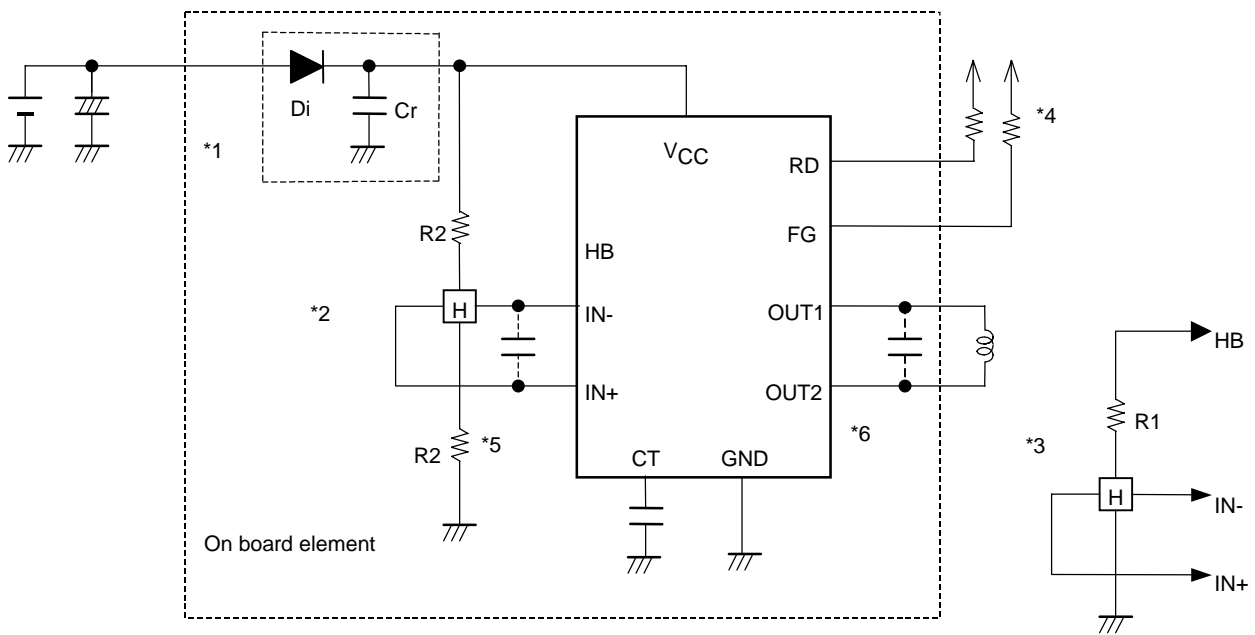 Di
Cr
*1
*4
VCC
RD
R2
FG
HB
*2
H
IN-
OUT1
HB
IN+
OUT2
R1
R2
*5
*6
*3
CT
GND
H
IN-
On board element
IN+